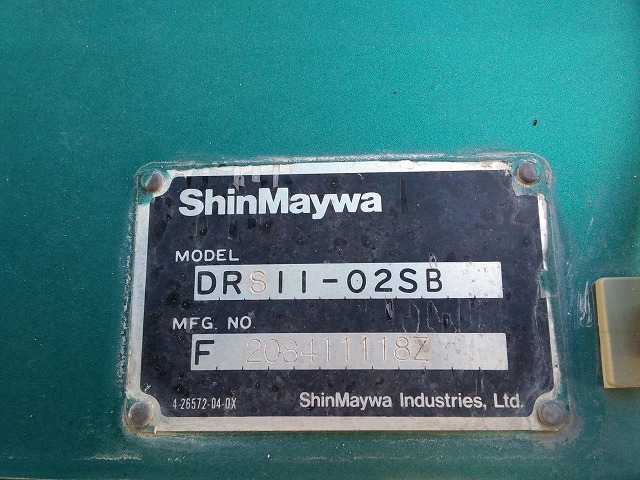 ShinMaywa
MODEL
DRS11-02SB
MFG. NO.
F 208411118Z
4-26572-04-DX
ShinMaywa Industries, Ltd.